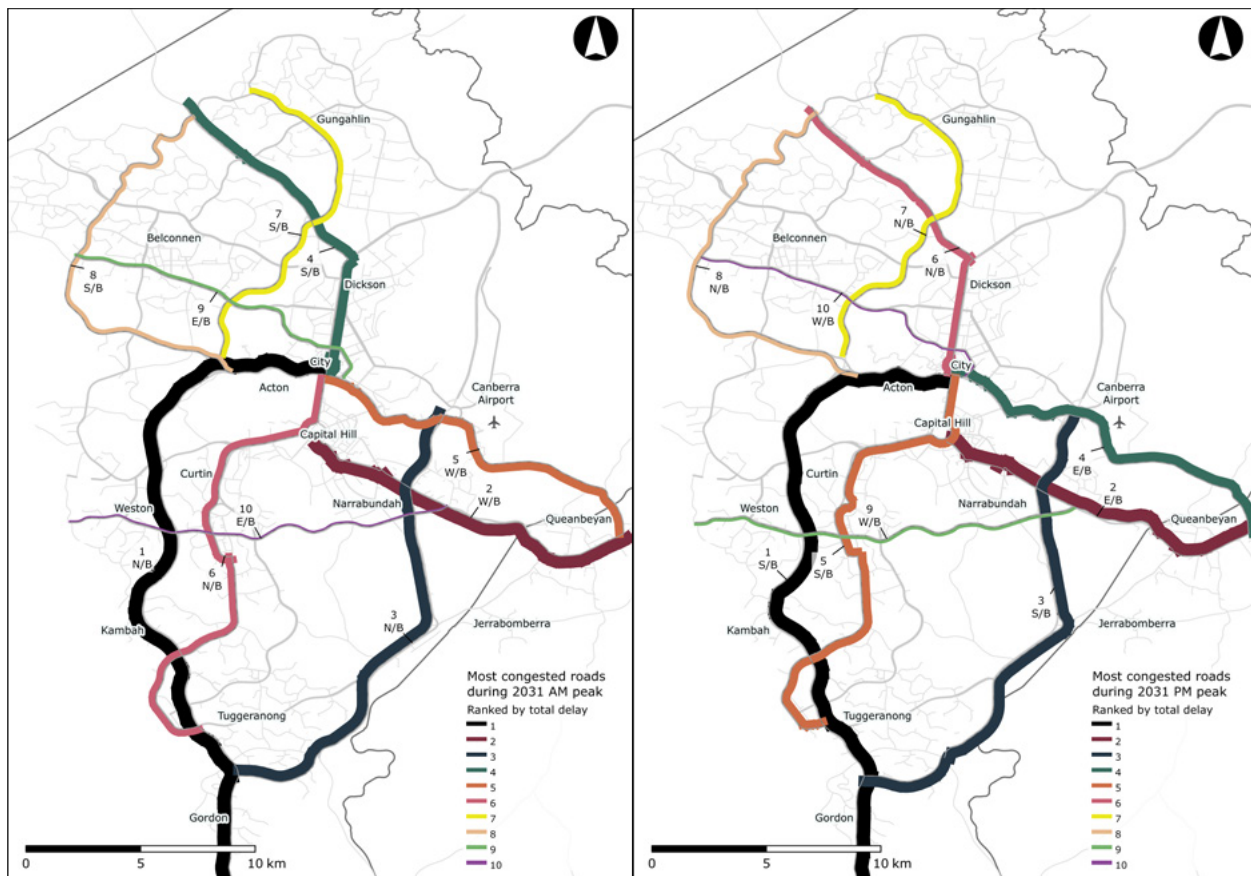 Gungahlin
7
S/B
Belconnen
4
S/B
8
S/B
Dickson
9
E/B
City
Acton
Canberra
Airport
Capital Hill
5
W/B
Curtin
2
W/B
Weston
Narrabundah
10
E/B
Queanbeyan
1
N/B
6
N/B
3
N/B
Kambah
Jerrabomberra
Most congested roads
during 2031 AM peak
Ranked by total delay
Tuggeranong
1
2
3
4
5
6
7
8
9
10
Gordon
0 5 10 km
Gungahlin
7
N/B
Belconnen
6
N/B
8
N/B
Dickson
10
W/B
City
Acton
Canberra
Airport
Capital Hill
4
E/B
Curtin
2
E/B
Weston
Narrabundah
9
W/B
Queanbeyan
1
S/B
5
S/B
3
S/B
Kambah
Jerrabomberra
Most congested roads
during 2031 PM peak
Ranked by total delay
Tuggeranong
1
2
3
4
5
6
7
8
9
10
Gordon
0 5 10 km